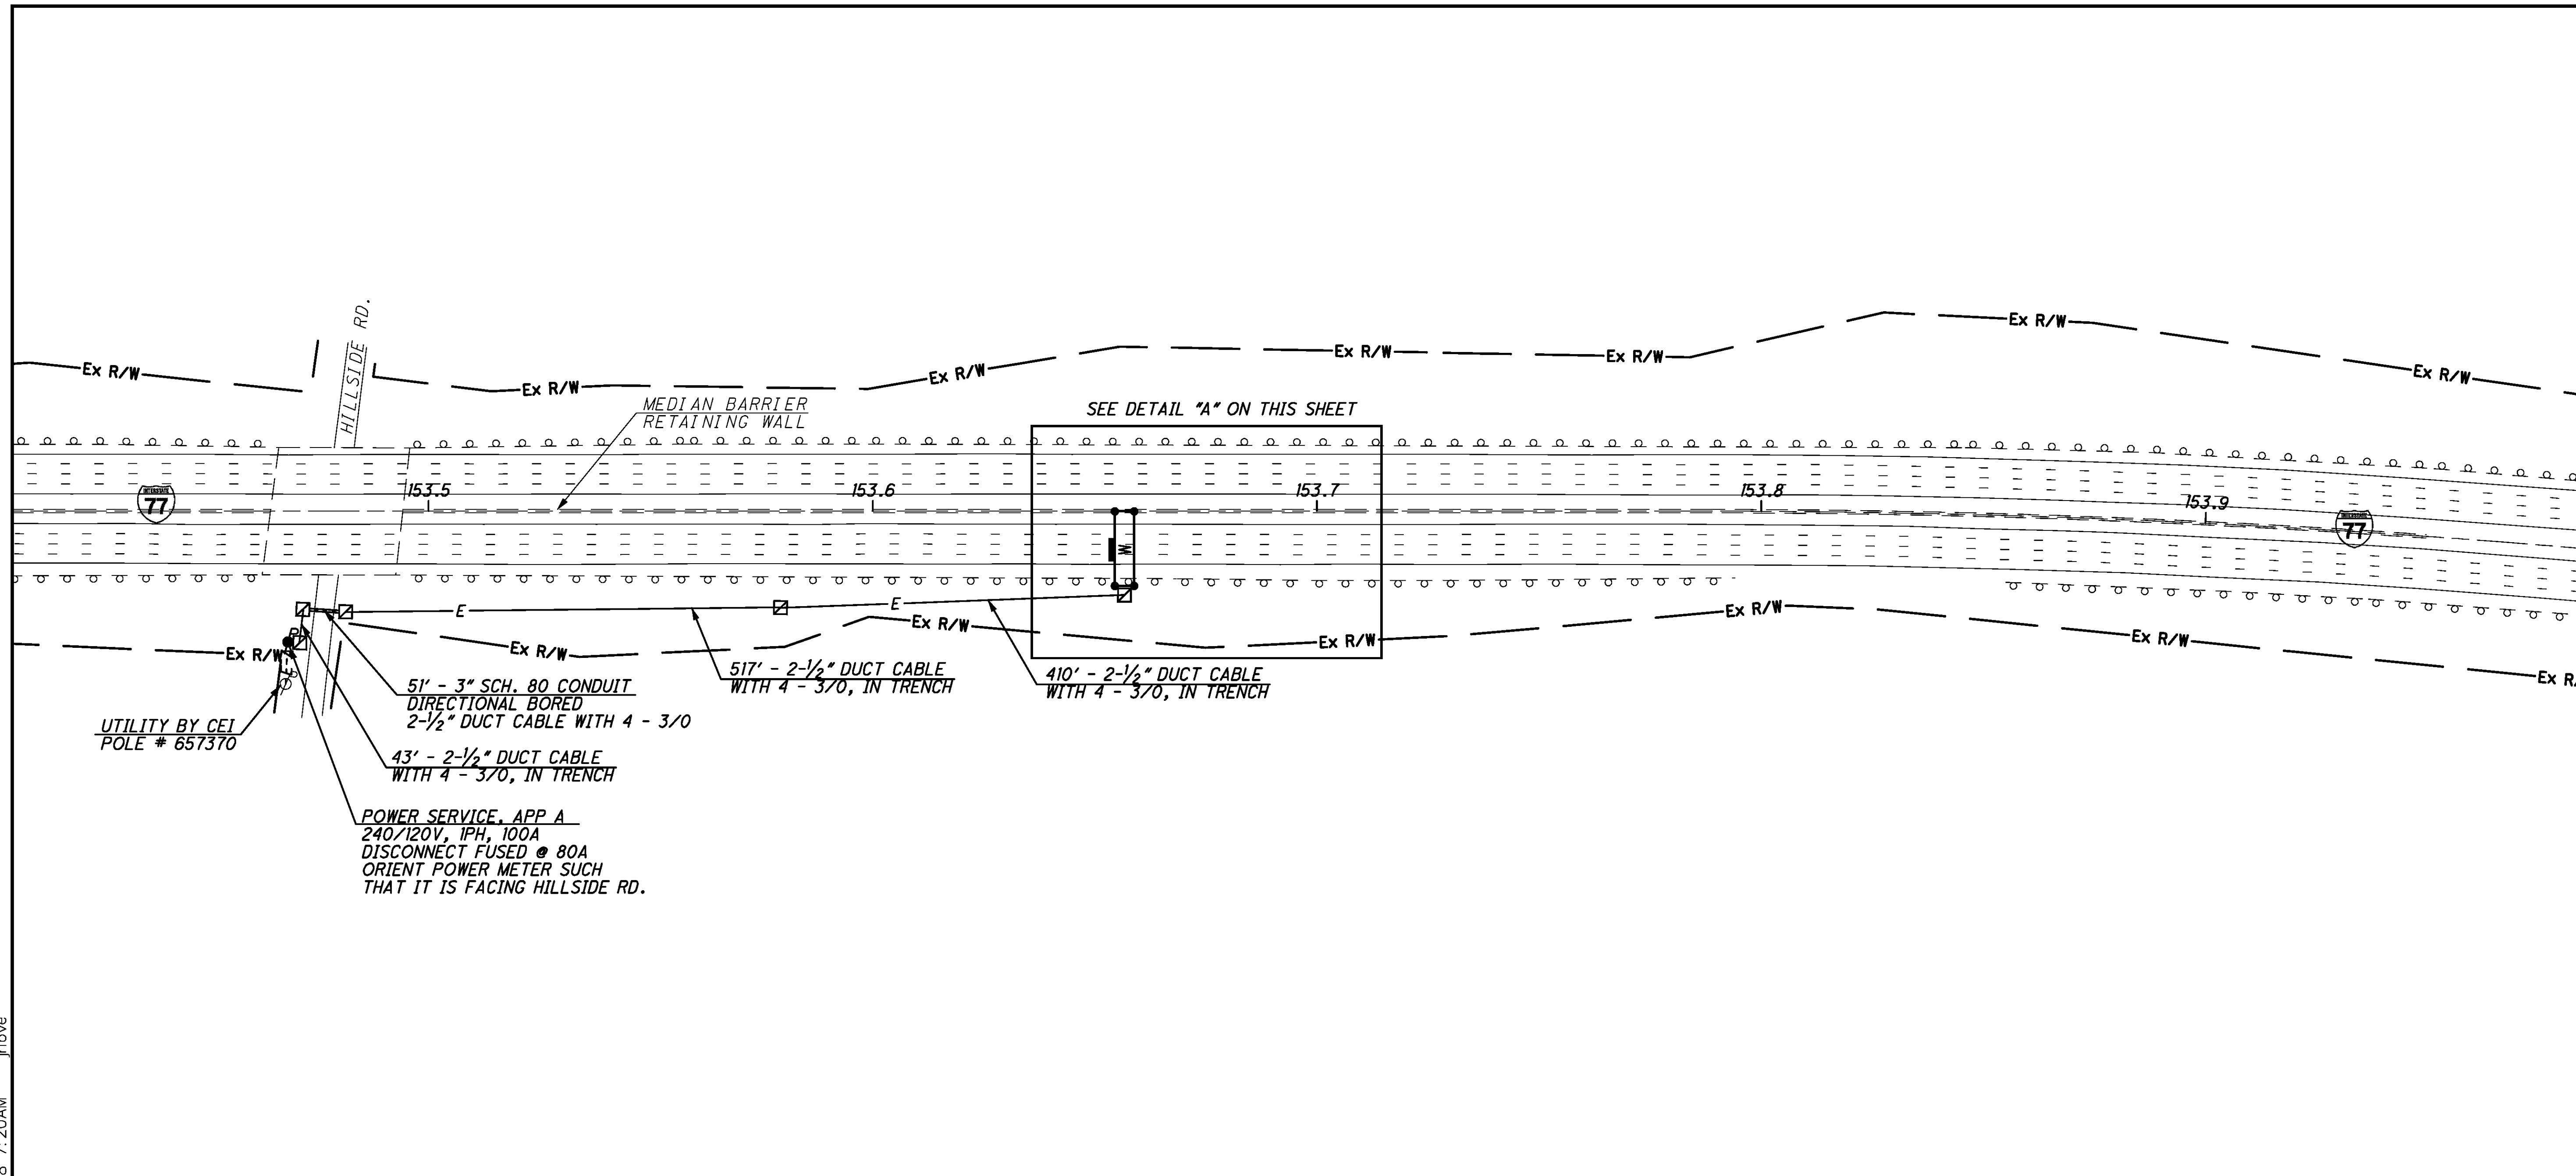 HILLSIDE RD.
Ex R/W
Ex R/W
Ex R/W
Ex R/W
Ex R/W
Ex R/W
Ex R/W
MEDIAN BARRIER
RETAINING WALL
SEE DETAIL "A" ON THIS SHEET
INTERSTATE
77
153.5
153.6
153.7
153.8
153.9
INTERSTATE
77
W
E
E
Ex R/W
Ex R/W
Ex R/W
Ex R/W
Ex R/W
Ex R/W
UTILITY BY CEI
POLE # 657370
51' - 3" SCH. 80 CONDUIT
DIRECTIONAL BORED
2-1/2" DUCT CABLE WITH 4 - 3/0
517' - 2-1/2" DUCT CABLE
WITH 4 - 3/0, IN TRENCH
410' - 2-1/2" DUCT CABLE
WITH 4 - 3/0, IN TRENCH
43' - 2-1/2" DUCT CABLE
WITH 4 - 3/0, IN TRENCH
POWER SERVICE, APP A
240/120V, 1PH, 100A
DISCONNECT FUSED @ 80A
ORIENT POWER METER SUCH
THAT IT IS FACING HILLSIDE RD.
7:20AM